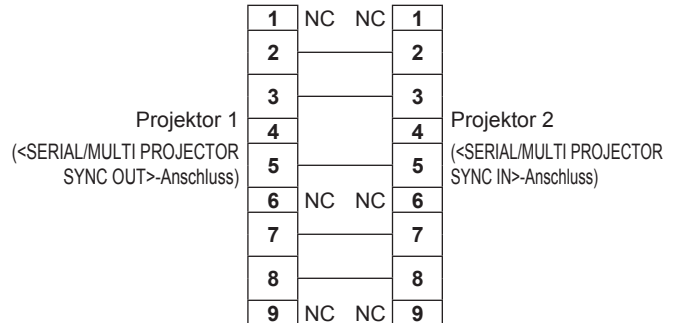 1 NC NC 1
2 2
3 3
Projektor 1 4 4 Projektor 2
(<SERIAL/MULTI PROJECTOR 5 5 (<SERIAL/MULTI PROJECTOR
SYNC OUT>-Anschluss) SYNC IN>-Anschluss)
6 NC NC 6
7 7
8 8
9 NC NC 9